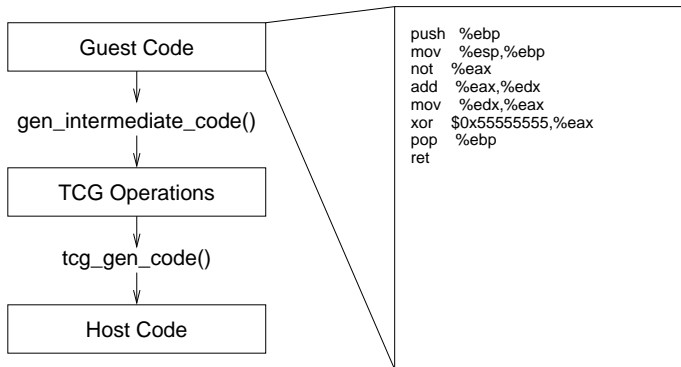 Guest Code
gen_intermediate_code()
TCG Operations
tcg_gen_code()
Host Code
push %ebp
mov %esp,%ebp
not %eax
add %eax,%edx
mov %edx,%eax
xor $0x55555555,%eax
pop %ebp
ret